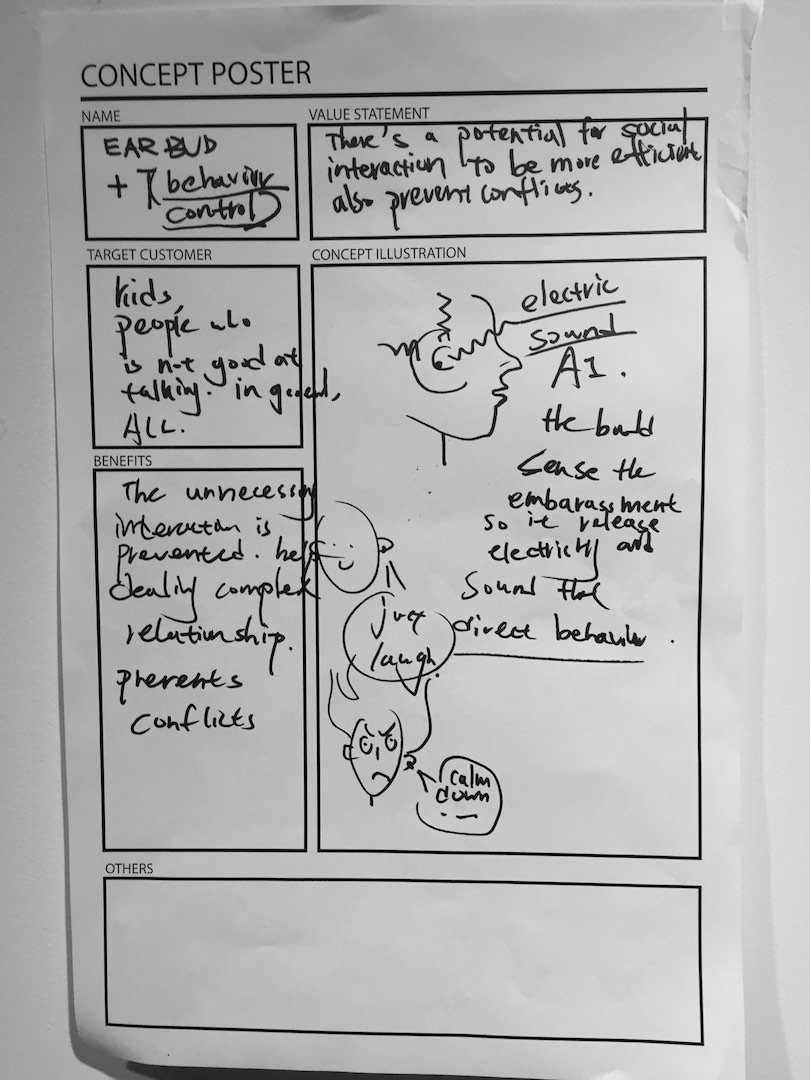 CONCEPT POSTER
NAME
EAR BUD
+ behavior
control
VALUE STATEMENT
There's a potential for social
interaction to be more efficient
also prevent conflicts.
TARGET CUSTOMER
kids,
people who
is not good at
talking. in general,
ALL.
CONCEPT ILLUSTRATION
electric
sound
AI.
the bud
sense the
embarassment
so it release
electricity and
sound that
direct behavior.
just
laugh
calm
down
BENEFITS
The unnecessary
interaction is
prevented. help
dealing complex
relationship.
prevents
conflicts
OTHERS